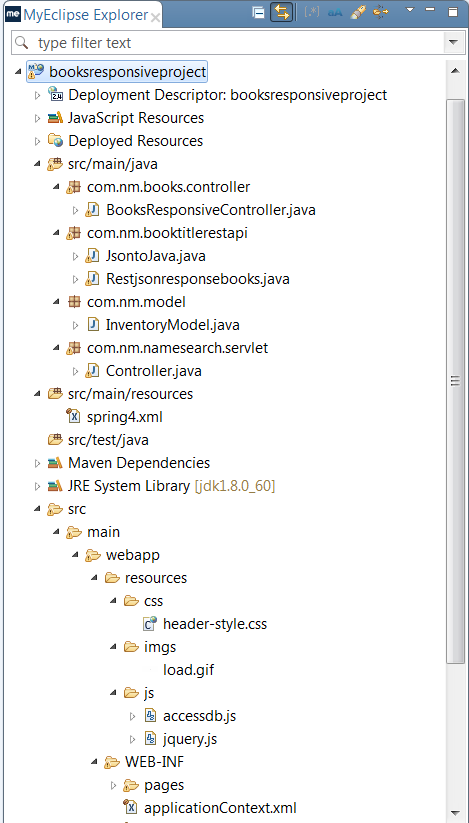 me MyEclipse Explorer
type filter text
booksresponsiveproject
Deployment Descriptor: booksresponsiveproject
JavaScript Resources
Deployed Resources
src/main/java
com.nm.books.controller
BooksResponsiveController.java
com.nm.booktitlerestapi
JsontoJava.java
Restjsonresponsebooks.java
com.nm.model
InventoryModel.java
com.nm.namesearch.servlet
Controller.java
src/main/resources
spring4.xml
src/test/java
Maven Dependencies
JRE System Library [jdk1.8.0_60]
src
main
webapp
resources
css
header-style.css
imgs
load.gif
js
accessdb.js
jquery.js
WEB-INF
pages
applicationContext.xml